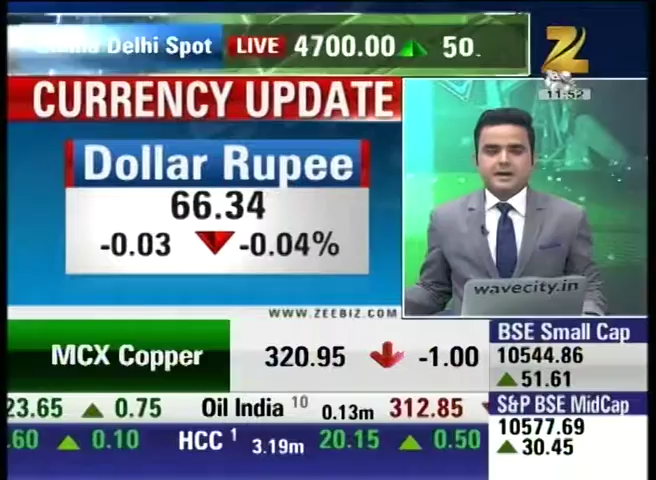 Delhi Spot LIVE 4700.00 50.
Z
11:52
CURRENCY UPDATE
Dollar Rupee
66.34
-0.03 -0.04%
wavecity.in
WWW.ZEEBIZ.COM
MCX Copper 320.95 -1.00
BSE Small Cap
10544.86
51.61
S&P BSE MidCap
10577.69
30.45
23.65 0.75 Oil India 10 0.13m 312.85
.60 0.10 HCC 1 3.19m 20.15 0.50